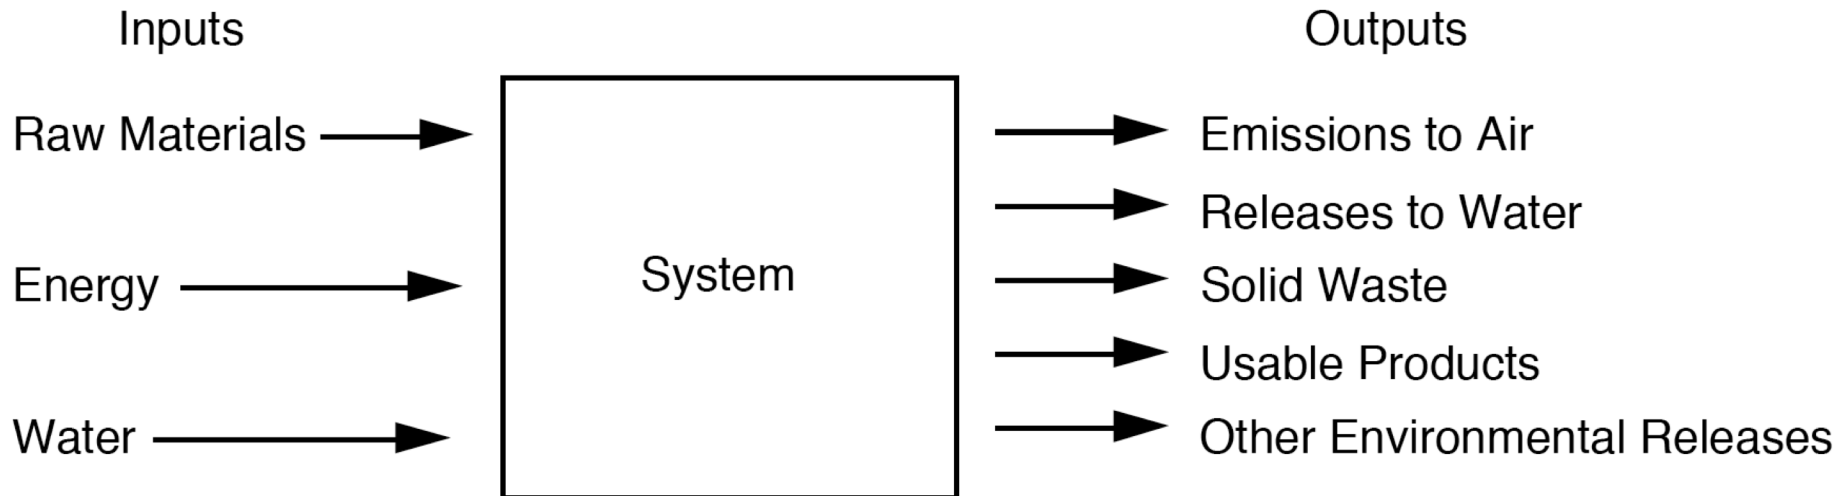 Inputs
Outputs
Raw Materials
Emissions to Air
Releases to Water
Energy
System
Solid Waste
Usable Products
Water
Other Environmental Releases